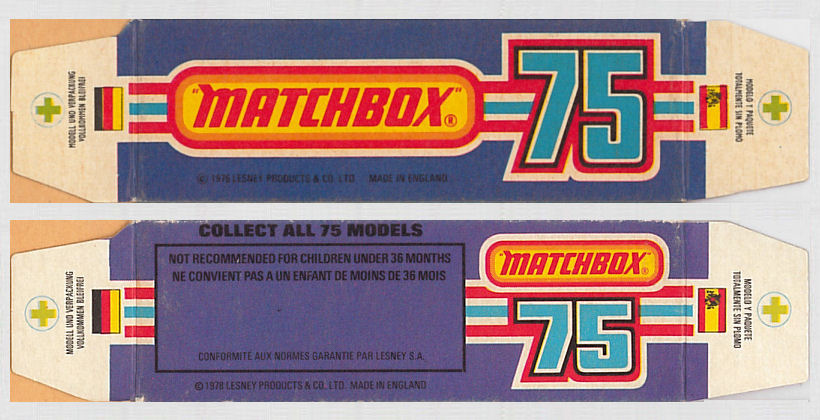 MODELL UND VERPACKUNG
VOLLKOMMEN BLEIFREI
"MATCHBOX"®
75
MODELO Y PAQUETE
TOTALMENTE SIN PLOMO
© 1978 LESNEY PRODUCTS & CO. LTD. MADE IN ENGLAND
COLLECT ALL 75 MODELS
NOT RECOMMENDED FOR CHILDREN UNDER 36 MONTHS
NE CONVIENT PAS A UN ENFANT DE MOINS DE 36 MOIS
CONFORMITÉ AUX NORMES GARANTIE PAR LESNEY S.A.
© 1978 LESNEY PRODUCTS & CO. LTD. MADE IN ENGLAND
MODELL UND VERPACKUNG
VOLLKOMMEN BLEIFREI
"MATCHBOX"®
75
MODELO Y PAQUETE
TOTALMENTE SIN PLOMO